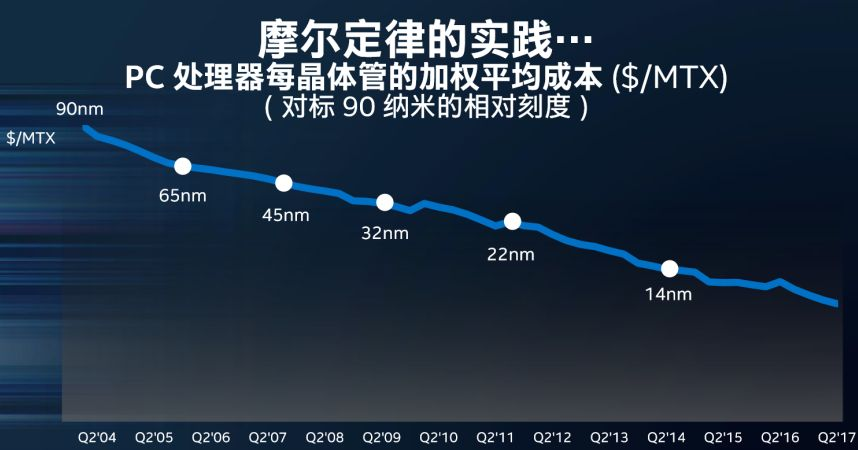 摩尔定律的实践…
PC 处理器每晶体管的加权平均成本 ($/MTX)
( 对标 90 纳米的相对刻度 )
90nm
$/MTX
65nm
45nm
32nm
22nm
14nm
Q2'04 Q2'05 Q2'06 Q2'07 Q2'08 Q2'09 Q2'10 Q2'11 Q2'12 Q2'13 Q2'14 Q2'15 Q2'16 Q2'17